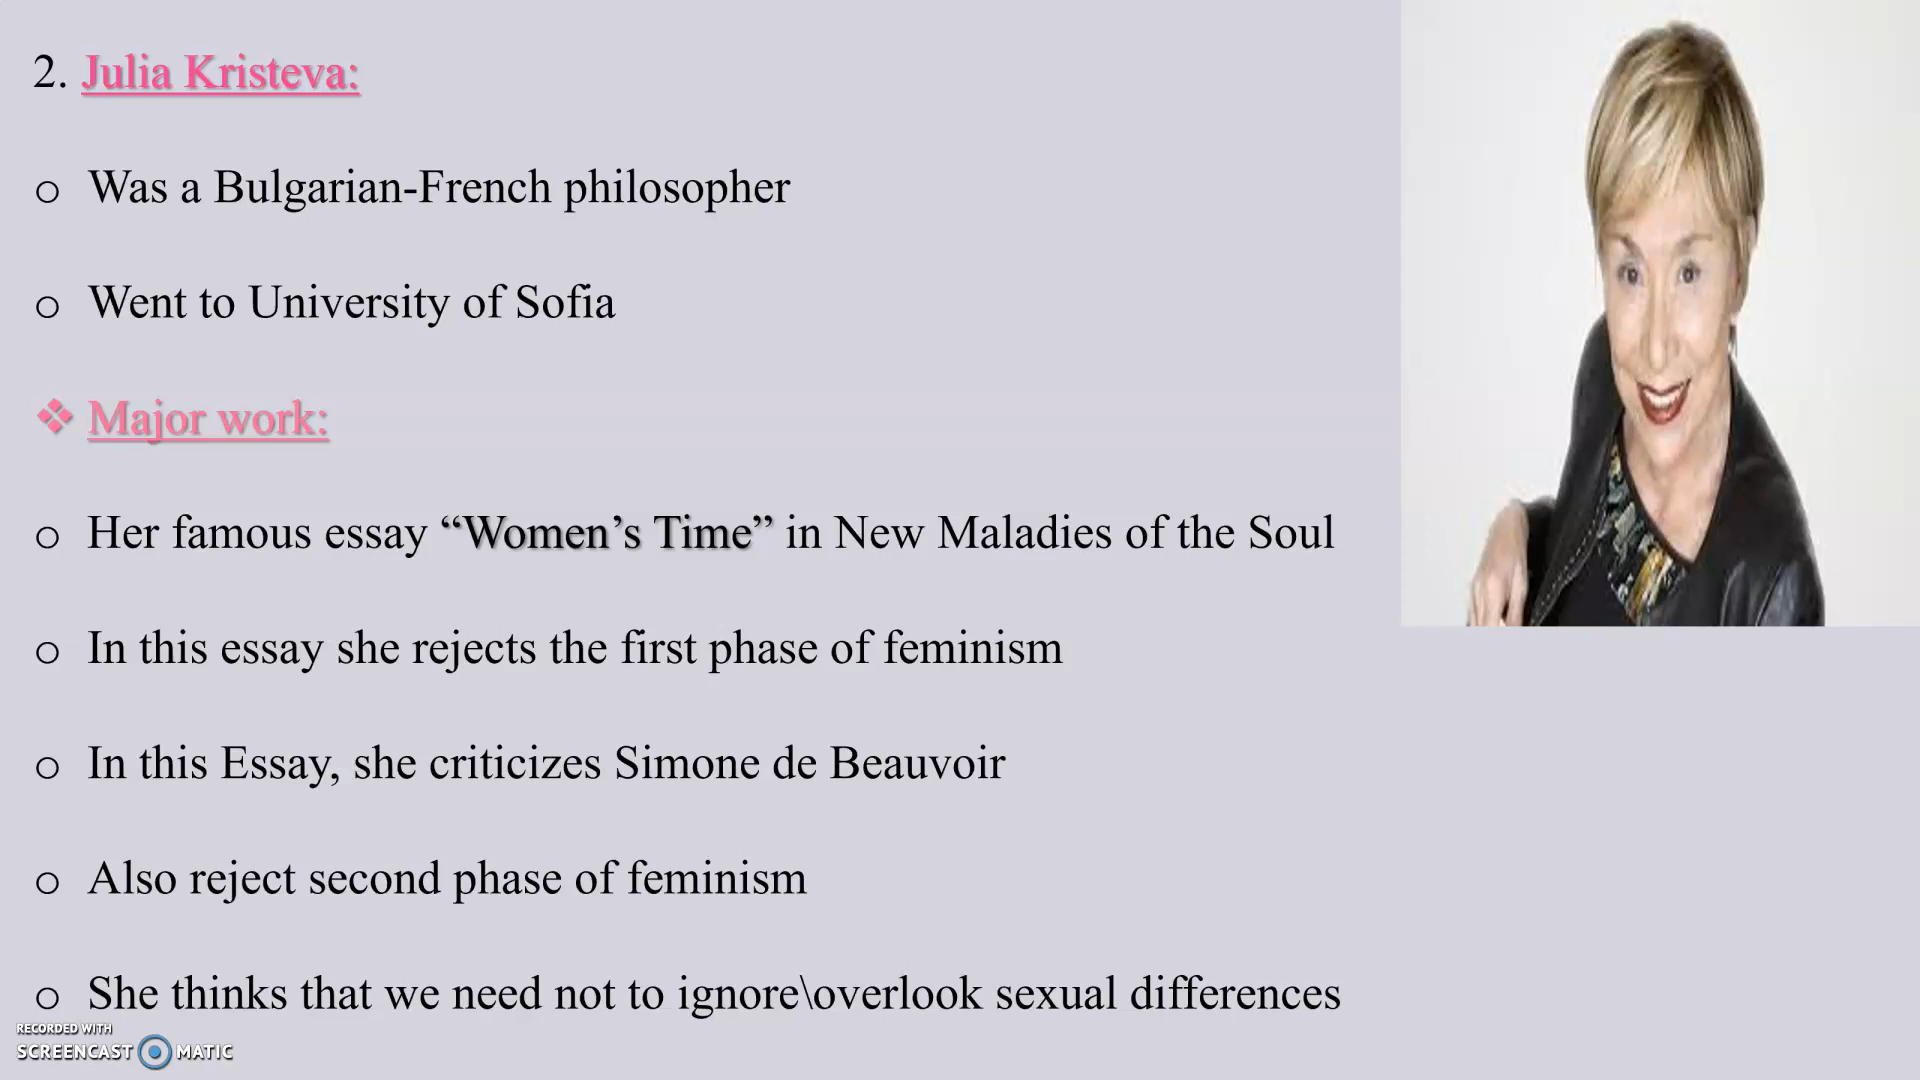 2. Julia Kristeva:
o Was a Bulgarian-French philosopher
o Went to University of Sofia
❖ Major work:
o Her famous essay “Women’s Time” in New Maladies of the Soul
o In this essay she rejects the first phase of feminism
o In this Essay, she criticizes Simone de Beauvoir
o Also reject second phase of feminism
o She thinks that we need not to ignore\overlook sexual differences
RECORDED WITH
SCREENCAST MATIC